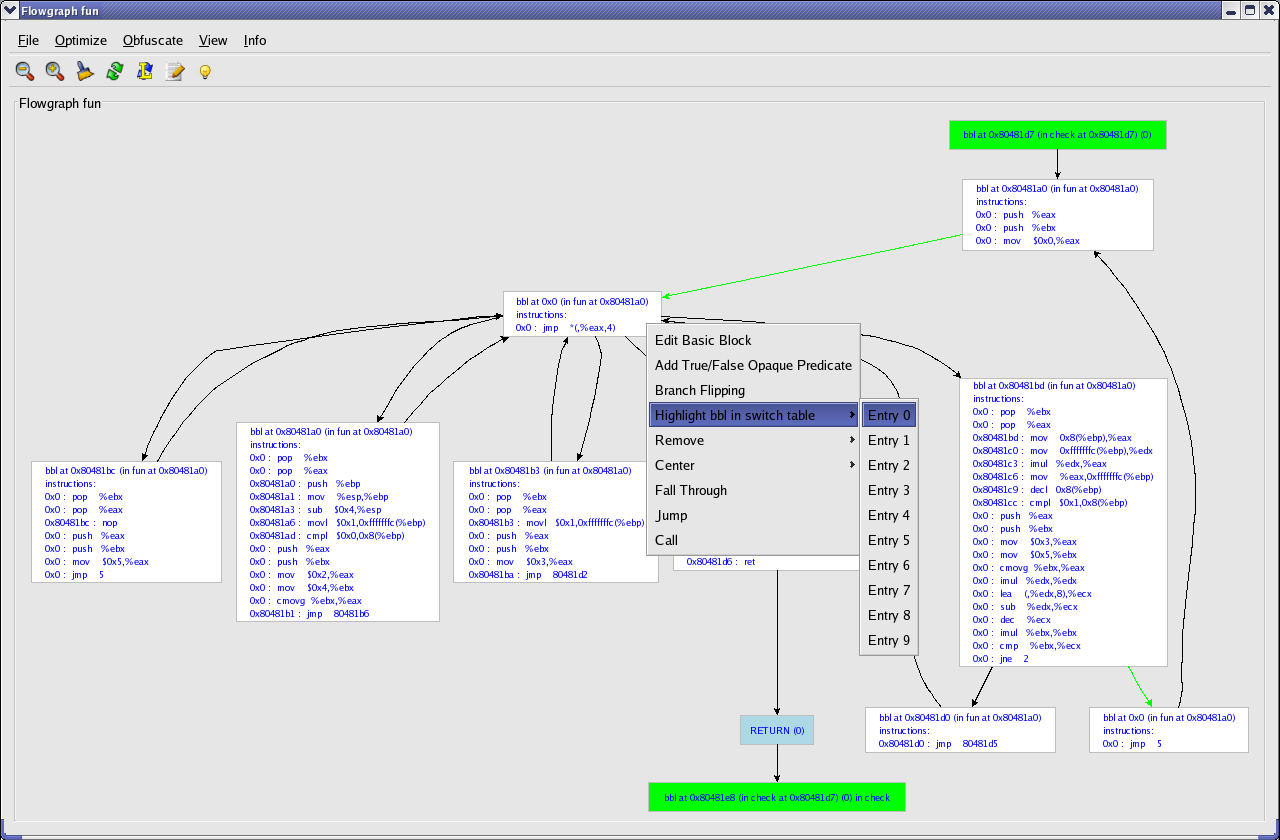 Flowgraph fun
File Optimize Obfuscate View Info
Flowgraph fun
bbl at 0x80481d7 (in check at 0x80481d7) (0)
bbl at 0x80481a0 (in fun at 0x80481a0)
instructions:
0x0 : push %eax
0x0 : push %ebx
0x0 : mov $0x0,%eax
bbl at 0x0 (in fun at 0x80481a0)
instructions:
0x0 : jmp *(,%eax,4)
Edit Basic Block
Add True/False Opaque Predicate
Branch Flipping
Highlight bbl in switch table
Remove
Center
Fall Through
Jump
Call
Entry 0
Entry 1
Entry 2
Entry 3
Entry 4
Entry 5
Entry 6
Entry 7
Entry 8
Entry 9
bbl at 0x80481bc (in fun at 0x80481a0)
instructions:
0x0 : pop %ebx
0x0 : pop %eax
0x80481bc : nop
0x0 : push %eax
0x0 : push %ebx
0x0 : mov $0x5,%eax
0x0 : jmp 5
bbl at 0x80481a0 (in fun at 0x80481a0)
instructions:
0x0 : pop %ebx
0x0 : pop %eax
0x80481a0 : push %ebp
0x80481a1 : mov %esp,%ebp
0x80481a3 : sub $0x4,%esp
0x80481a6 : movl $0x1,0xfffffffc(%ebp)
0x80481ad : cmpl $0x0,0x8(%ebp)
0x0 : push %eax
0x0 : push %ebx
0x0 : mov $0x2,%eax
0x0 : mov $0x4,%ebx
0x0 : cmovg %ebx,%eax
0x80481b1 : jmp 80481b6
bbl at 0x80481b3 (in fun at 0x80481a0)
instructions:
0x0 : pop %ebx
0x0 : pop %eax
0x80481b3 : movl $0x1,0xfffffffc(%ebp)
0x0 : push %eax
0x0 : push %ebx
0x0 : mov $0x3,%eax
0x80481ba : jmp 80481d2
0x80481d6 : ret
bbl at 0x80481bd (in fun at 0x80481a0)
instructions:
0x0 : pop %ebx
0x0 : pop %eax
0x80481bd : mov 0x8(%ebp),%eax
0x80481c0 : mov 0xfffffffc(%ebp),%edx
0x80481c3 : imul %edx,%eax
0x80481c6 : mov %eax,0xfffffffc(%ebp)
0x80481c9 : decl 0x8(%ebp)
0x80481cc : cmpl $0x1,0x8(%ebp)
0x0 : push %eax
0x0 : push %ebx
0x0 : mov $0x3,%eax
0x0 : mov $0x5,%ebx
0x0 : cmovg %ebx,%eax
0x0 : imul %edx,%edx
0x0 : lea (,%edx,8),%ecx
0x0 : sub %edx,%ecx
0x0 : dec %ecx
0x0 : imul %ebx,%ebx
0x0 : cmp %ebx,%ecx
0x0 : jne 2
bbl at 0x80481d0 (in fun at 0x80481a0)
instructions:
0x80481d0 : jmp 80481d5
bbl at 0x0 (in fun at 0x80481a0)
instructions:
0x0 : jmp 5
RETURN (0)
bbl at 0x80481e8 (in check at 0x80481d7) (0) in check